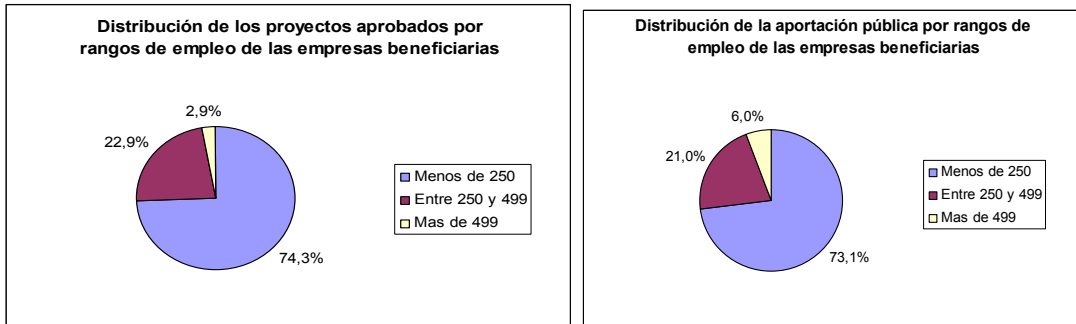 Distribución de los proyectos aprobados por
rangos de empleo de las empresas beneficiarias
2,9%
22,9%
74,3%
Menos de 250
Entre 250 y 499
Mas de 499
Distribución de la aportación pública por rangos de
empleo de las empresas beneficiarias
6,0%
21,0%
73,1%
Menos de 250
Entre 250 y 499
Mas de 499